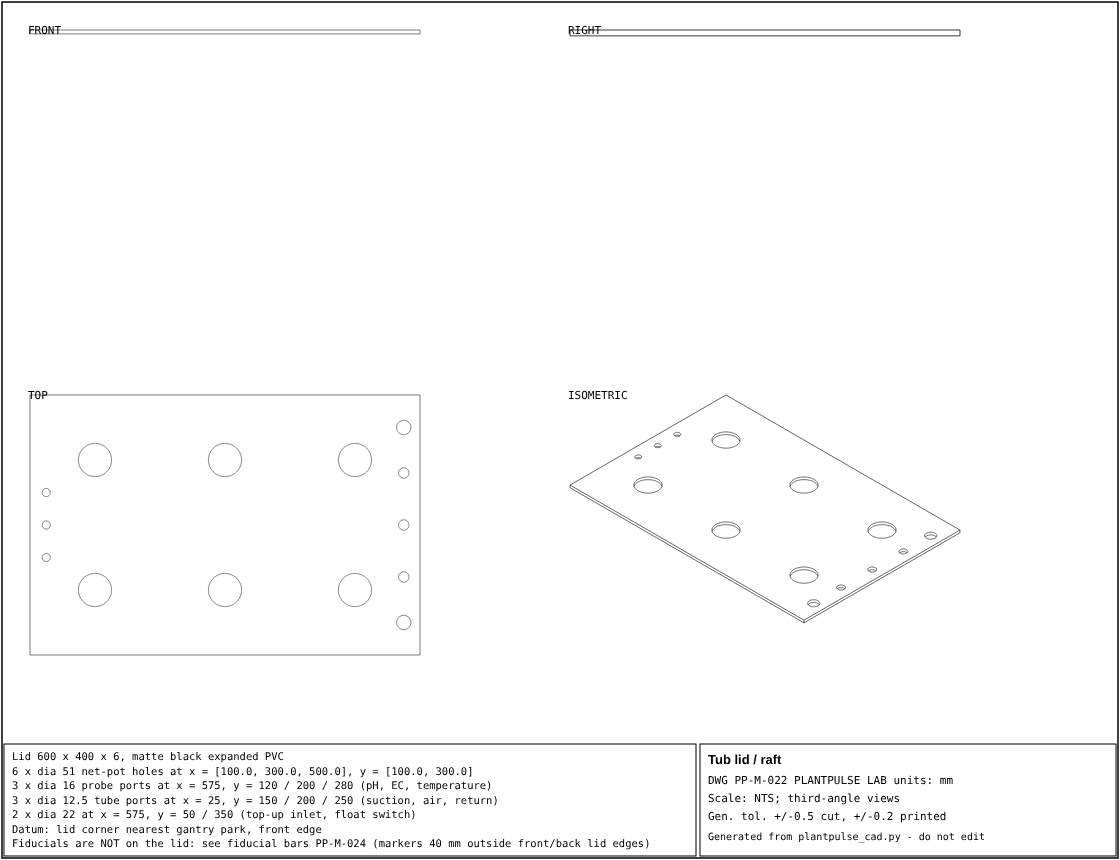 FRONT
RIGHT
TOP
ISOMETRIC
Lid 600 x 400 x 6, matte black expanded PVC
6 x dia 51 net-pot holes at x = [100.0, 300.0, 500.0], y = [100.0, 300.0]
3 x dia 16 probe ports at x = 575, y = 120 / 200 / 280 (pH, EC, temperature)
3 x dia 12.5 tube ports at x = 25, y = 150 / 200 / 250 (suction, air, return)
2 x dia 22 at x = 575, y = 50 / 350 (top-up inlet, float switch)
Datum: lid corner nearest gantry park, front edge
Fiducials are NOT on the lid: see fiducial bars PP-M-024 (markers 40 mm outside front/back lid edges)
Tub lid / raft
DWG PP-M-022 PLANTPULSE LAB units: mm
Scale: NTS; third-angle views
Gen. tol. +/-0.5 cut, +/-0.2 printed
Generated from plantpulse_cad.py - do not edit